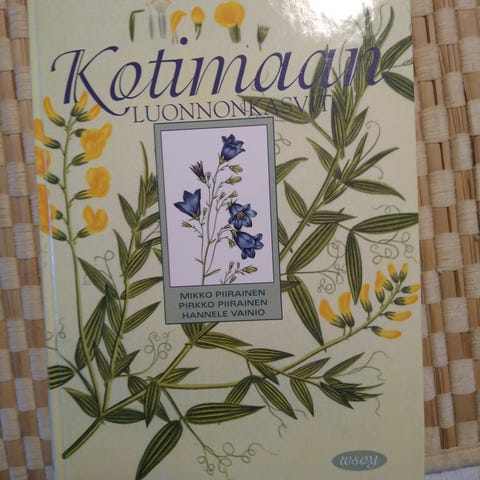 Kotimaan
LUONNONKASVIT
MIKKO PIIRAINEN
PIRKKO PIIRAINEN
HANNELE VAINIO
wsoy